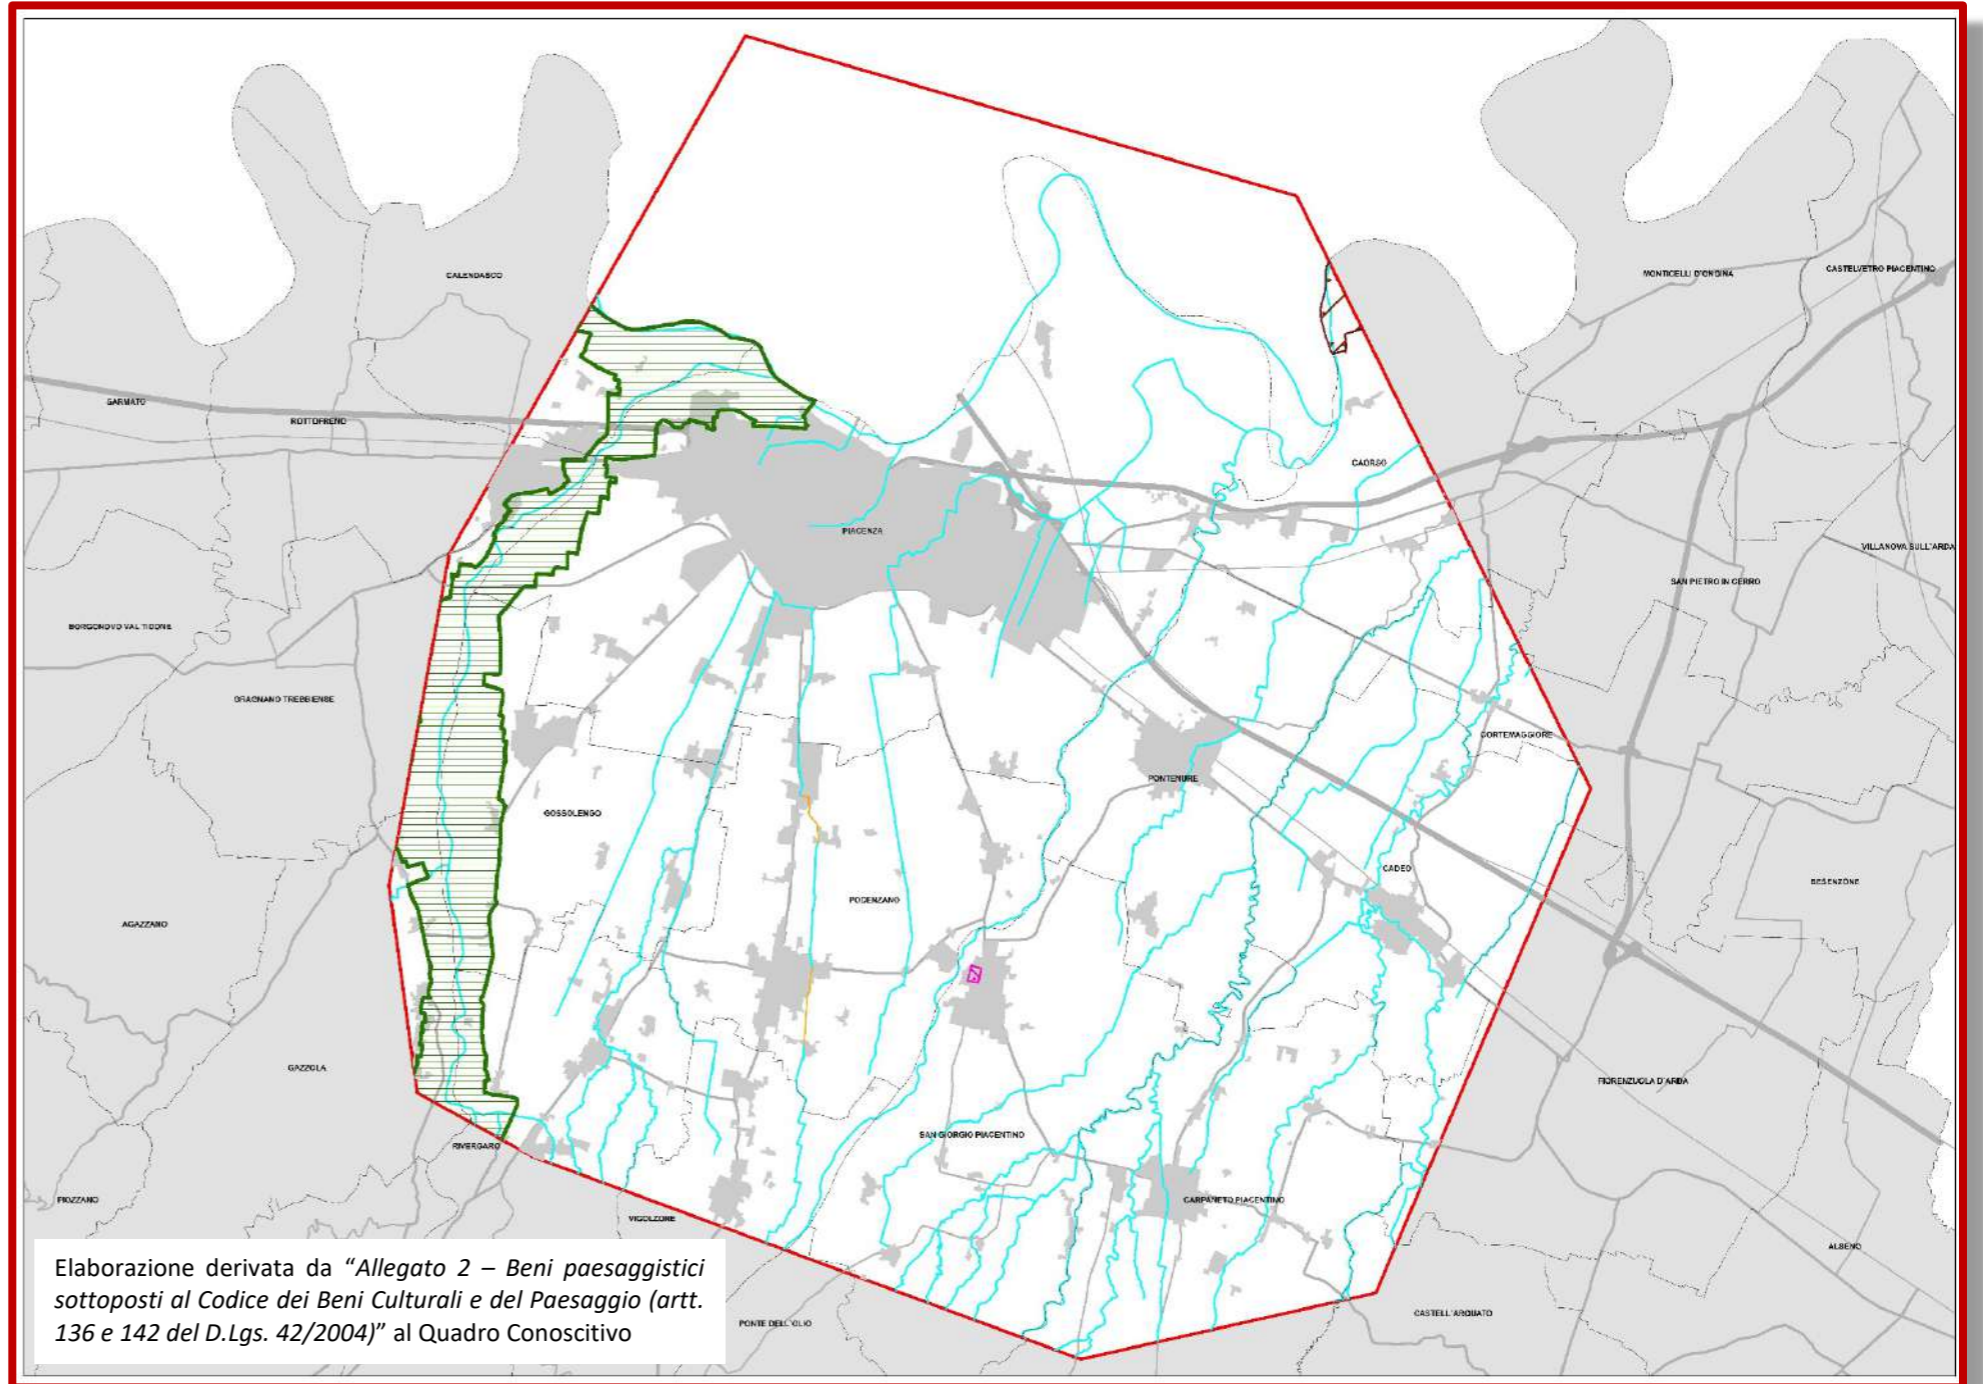 CALENDASCO
MONTICELLI D'ONGINA
CASTELVETRO PIACENTINO
SARMATO
ROTTOFRENO
CAORSO
PIACENZA
VILLANOVA SULL'ARDA
SAN PIETRO IN CERRO
BORGONOVO VAL TIDONE
GRAGNANO TREBBIENSE
CORTEMAGGIORE
PONTENURE
GOSSOLENGO
CADEO
BESENZONE
PODENZANO
AGAZZANO
GAZZOLA
FIORENZUOLA D'ARDA
SAN GIORGIO PIACENTINO
RIVERGARO
PIOZZANO
CARPANETO PIACENTINO
VIGOLZONE
ALSENO
Elaborazione derivata da “Allegato 2 – Beni paesaggistici
sottoposti al Codice dei Beni Culturali e del Paesaggio (artt.
136 e 142 del D.Lgs. 42/2004)” al Quadro Conoscitivo
CASTELL'ARQUATO
PONTE DELL'OLIO